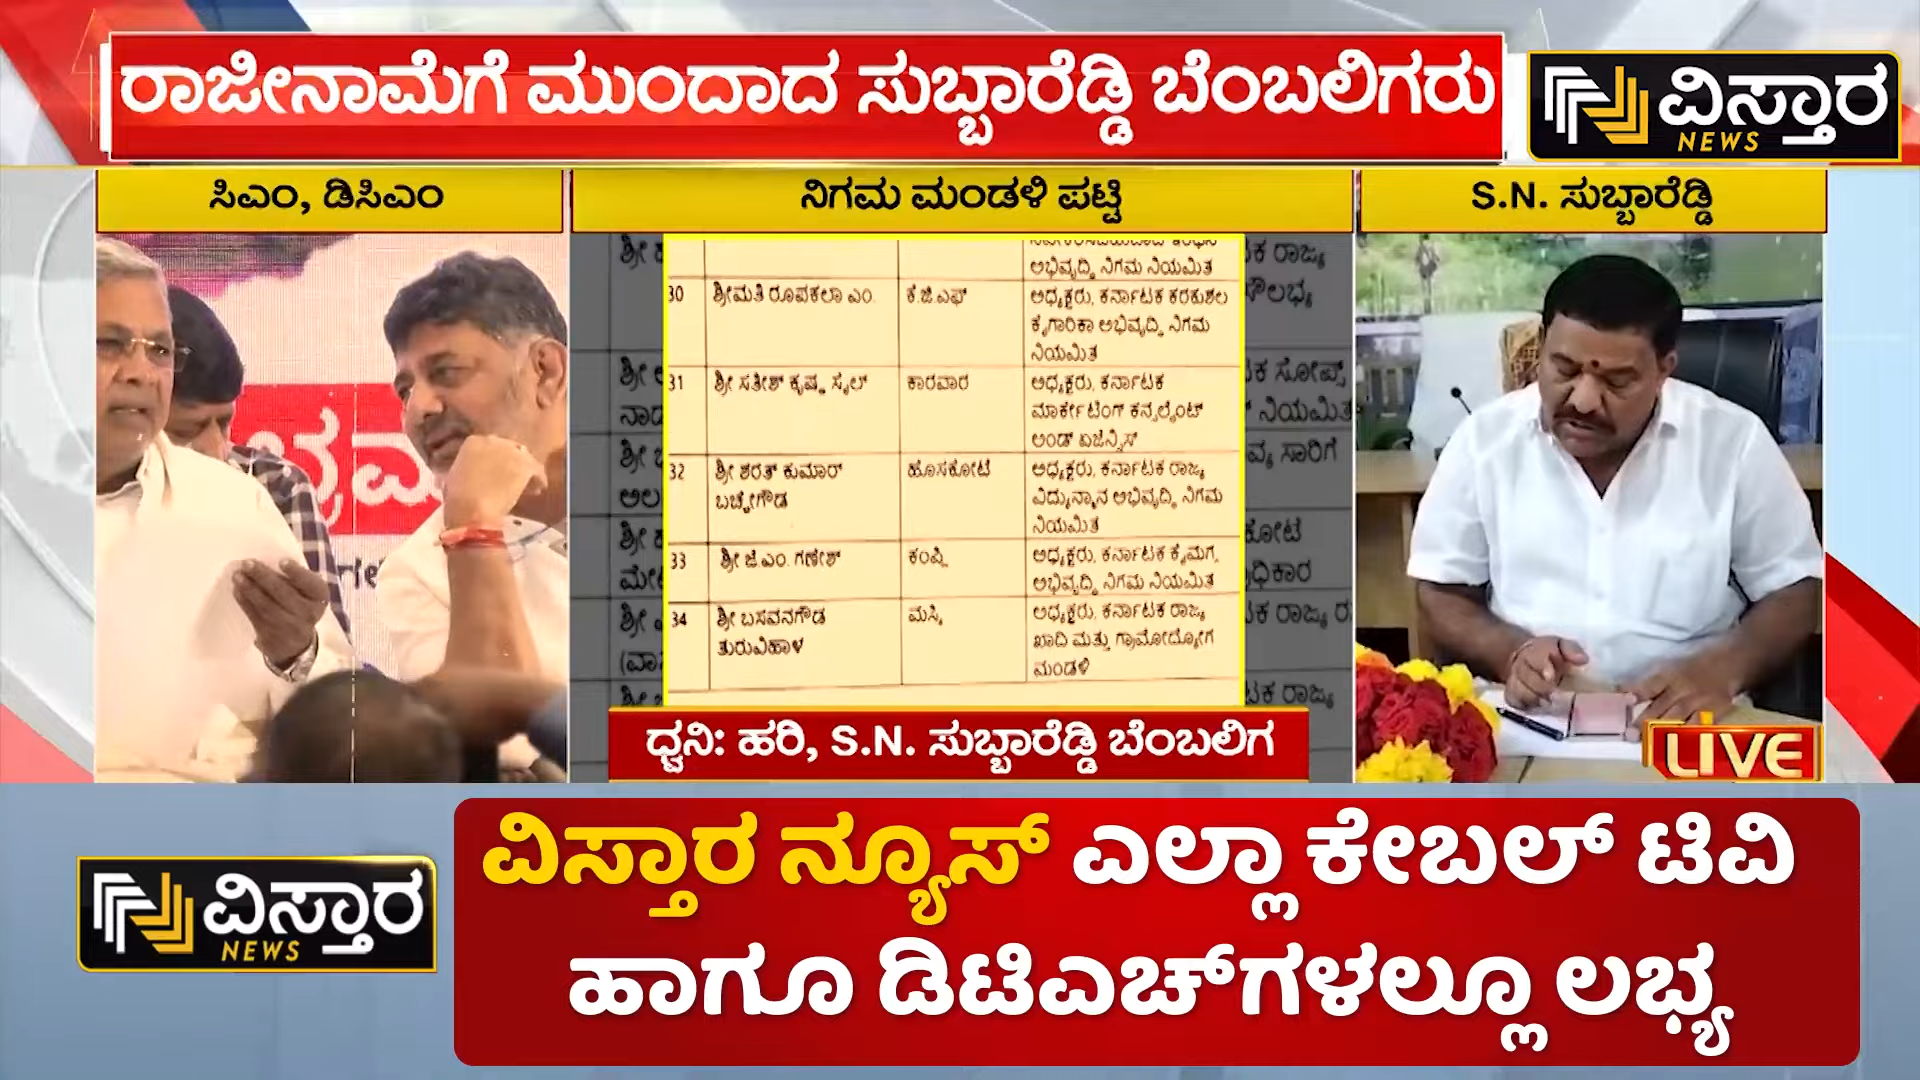 ರಾಜೀನಾಮೆಗೆ ಮುಂದಾದ ಸುಬ್ಬಾರೆಡ್ಡಿ ಬೆಂಬಲಿಗರು
ವಿಸ್ತಾರ
NEWS
ಸಿಎಂ, ಡಿಸಿಎಂ
ನಿಗಮ ಮಂಡಳಿ ಪಟ್ಟಿ
S.N. ಸುಬ್ಬಾರೆಡ್ಡಿ
ಅಭಿವೃದ್ಧಿ ನಿಗಮ ನಿಯಮಿತ
30 ಶ್ರೀಮತಿ ರೂಪಕಲಾ ಎಂ. ಕೆ.ಜಿ.ಎಫ್ ಅಧ್ಯಕ್ಷರು, ಕರ್ನಾಟಕ ಕರಕುಶಲ
ಕೈಗಾರಿಕಾ ಅಭಿವೃದ್ಧಿ ನಿಗಮ
ನಿಯಮಿತ
31 ಶ್ರೀ ಸತೀಶ್ ಕೃಷ್ಣ ಸೈಲ್ ಕಾರವಾರ ಅಧ್ಯಕ್ಷರು, ಕರ್ನಾಟಕ
ಮಾರ್ಕೇಟಿಂಗ್ ಕನ್ಸಲ್ಟೆಂಟ್
ಅಂಡ್ ಏಜೆನ್ಸಿಸ್
32 ಶ್ರೀ ಶರತ್ ಕುಮಾರ್ ಹೊಸಕೋಟೆ ಅಧ್ಯಕ್ಷರು, ಕರ್ನಾಟಕ ರಾಜ್ಯ
ಬಚ್ಚೇಗೌಡ ವಿದ್ಯುನ್ಮಾನ ಅಭಿವೃದ್ಧಿ ನಿಗಮ
ನಿಯಮಿತ
33 ಶ್ರೀ ಜೆ.ಎಂ. ಗಣೇಶ್ ಕಂಪ್ಲಿ ಅಧ್ಯಕ್ಷರು, ಕರ್ನಾಟಕ ಕೈಮಗ್ಗ
ಅಭಿವೃದ್ಧಿ ನಿಗಮ ನಿಯಮಿತ
34 ಶ್ರೀ ಬಸವನಗೌಡ ಮಸ್ಕಿ ಅಧ್ಯಕ್ಷರು, ಕರ್ನಾಟಕ ರಾಜ್ಯ
ತುರುವಿಹಾಳ ಖಾದಿ ಮತ್ತು ಗ್ರಾಮೋದ್ಯೋಗ
ಮಂಡಳಿ
ಧ್ವನಿ: ಹರಿ, S.N. ಸುಬ್ಬಾರೆಡ್ಡಿ ಬೆಂಬಲಿಗ
LIVE
ವಿಸ್ತಾರ
NEWS
ವಿಸ್ತಾರ ನ್ಯೂಸ್ ಎಲ್ಲಾ ಕೇಬಲ್ ಟಿವಿ
ಹಾಗೂ ಡಿಟಿಎಚ್‌ಗಳಲ್ಲೂ ಲಭ್ಯ